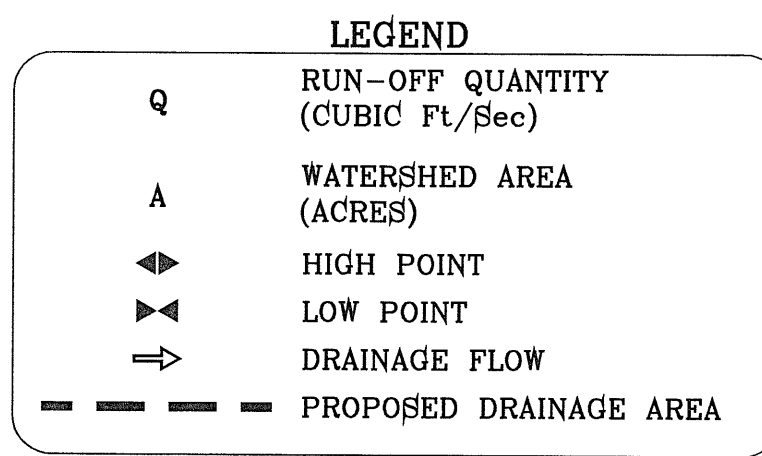 LEGEND
Q RUN-OFF QUANTITY
(CUBIC Ft/Sec)
A WATERSHED AREA
(ACRES)
HIGH POINT
LOW POINT
DRAINAGE FLOW
PROPOSED DRAINAGE AREA